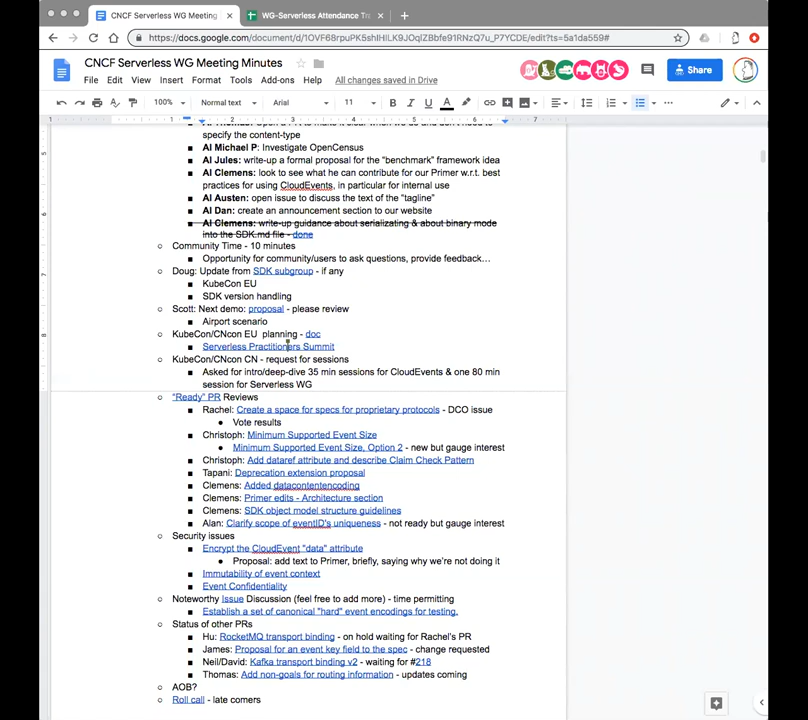 CNCF Serverless WG Meeting
WG-Serverless Attendance Tra
https://docs.google.com/document/d/1OVF68rpuPK5shIHILK9JOqlZBbfe91RNzQ7u_P7YCDE/edit?ts=5a1da559#
CNCF Serverless WG Meeting Minutes
File Edit View Insert Format Tools Add-ons Help All changes saved in Drive
Share
100% Normal text Arial 11
1 1 2 3 4 5 6 7
specify the content-type
AI Michael P: Investigate OpenCensus
AI Jules: write-up a formal proposal for the "benchmark" framework idea
AI Clemens: look to see what he can contribute for our Primer w.r.t. best
practices for using CloudEvents, in particular for internal use
AI Austen: open issue to discuss the text of the "tagline"
AI Dan: create an announcement section to our website
AI Clemens: write-up guidance about serializating & about binary mode
into the SDK.md file - done
Community Time - 10 minutes
Opportunity for community/users to ask questions, provide feedback…
Doug: Update from SDK subgroup - if any
KubeCon EU
SDK version handling
Scott: Next demo: proposal - please review
Airport scenario
KubeCon/CNcon EU planning - doc
Serverless Practitioners Summit
KubeCon/CNcon CN - request for sessions
Asked for intro/deep-dive 35 min sessions for CloudEvents & one 80 min
session for Serverless WG
"Ready" PR Reviews
Rachel: Create a space for specs for proprietary protocols - DCO issue
Vote results
Christoph: Minimum Supported Event Size
Minimum Supported Event Size, Option 2 - new but gauge interest
Christoph: Add dataref attribute and describe Claim Check Pattern
Tapani: Deprecation extension proposal
Clemens: Added datacontentencoding
Clemens: Primer edits - Architecture section
Clemens: SDK object model structure guidelines
Alan: Clarify scope of eventID's uniqueness - not ready but gauge interest
Security issues
Encrypt the CloudEvent "data" attribute
Proposal: add text to Primer, briefly, saying why we're not doing it
Immutability of event context
Event Confidentiality
Noteworthy Issue Discussion (feel free to add more) - time permitting
Establish a set of canonical "hard" event encodings for testing.
Status of other PRs
Hu: RocketMQ transport binding - on hold waiting for Rachel's PR
James: Proposal for an event key field to the spec - change requested
Neil/David: Kafka transport binding v2 - waiting for #218
Thomas: Add non-goals for routing information - updates coming
AOB?
Roll call - late comers